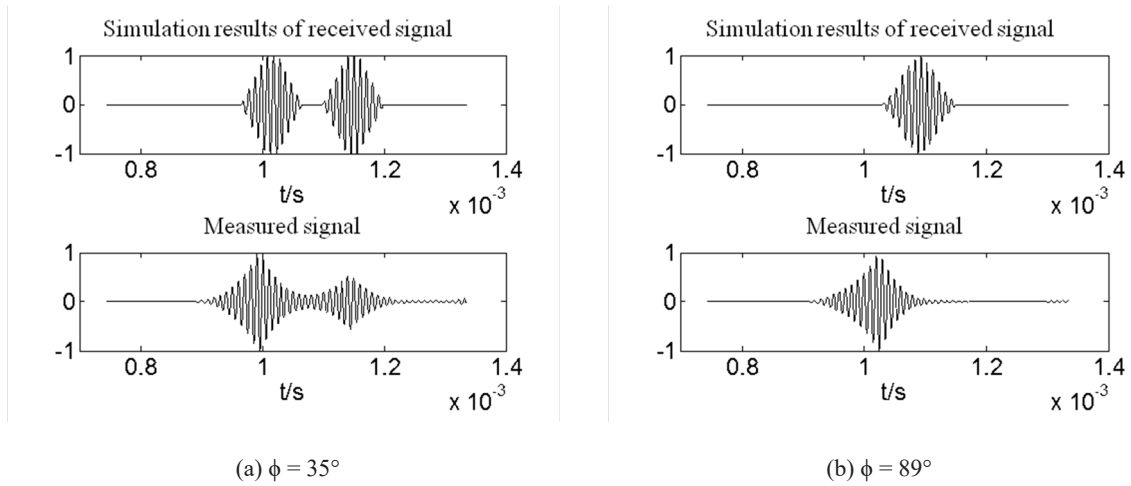 Simulation results of received signal
1
0
-1
0.8 1 1.2 1.4
t/s
x 10-3
Measured signal
1
0
-1
0.8 1 1.2 1.4
t/s
x 10-3
(a) ϕ = 35°
Simulation results of received signal
1
0
-1
0.8 1 1.2 1.4
t/s
x 10-3
Measured signal
1
0
-1
0.8 1 1.2 1.4
t/s
x 10-3
(b) ϕ = 89°